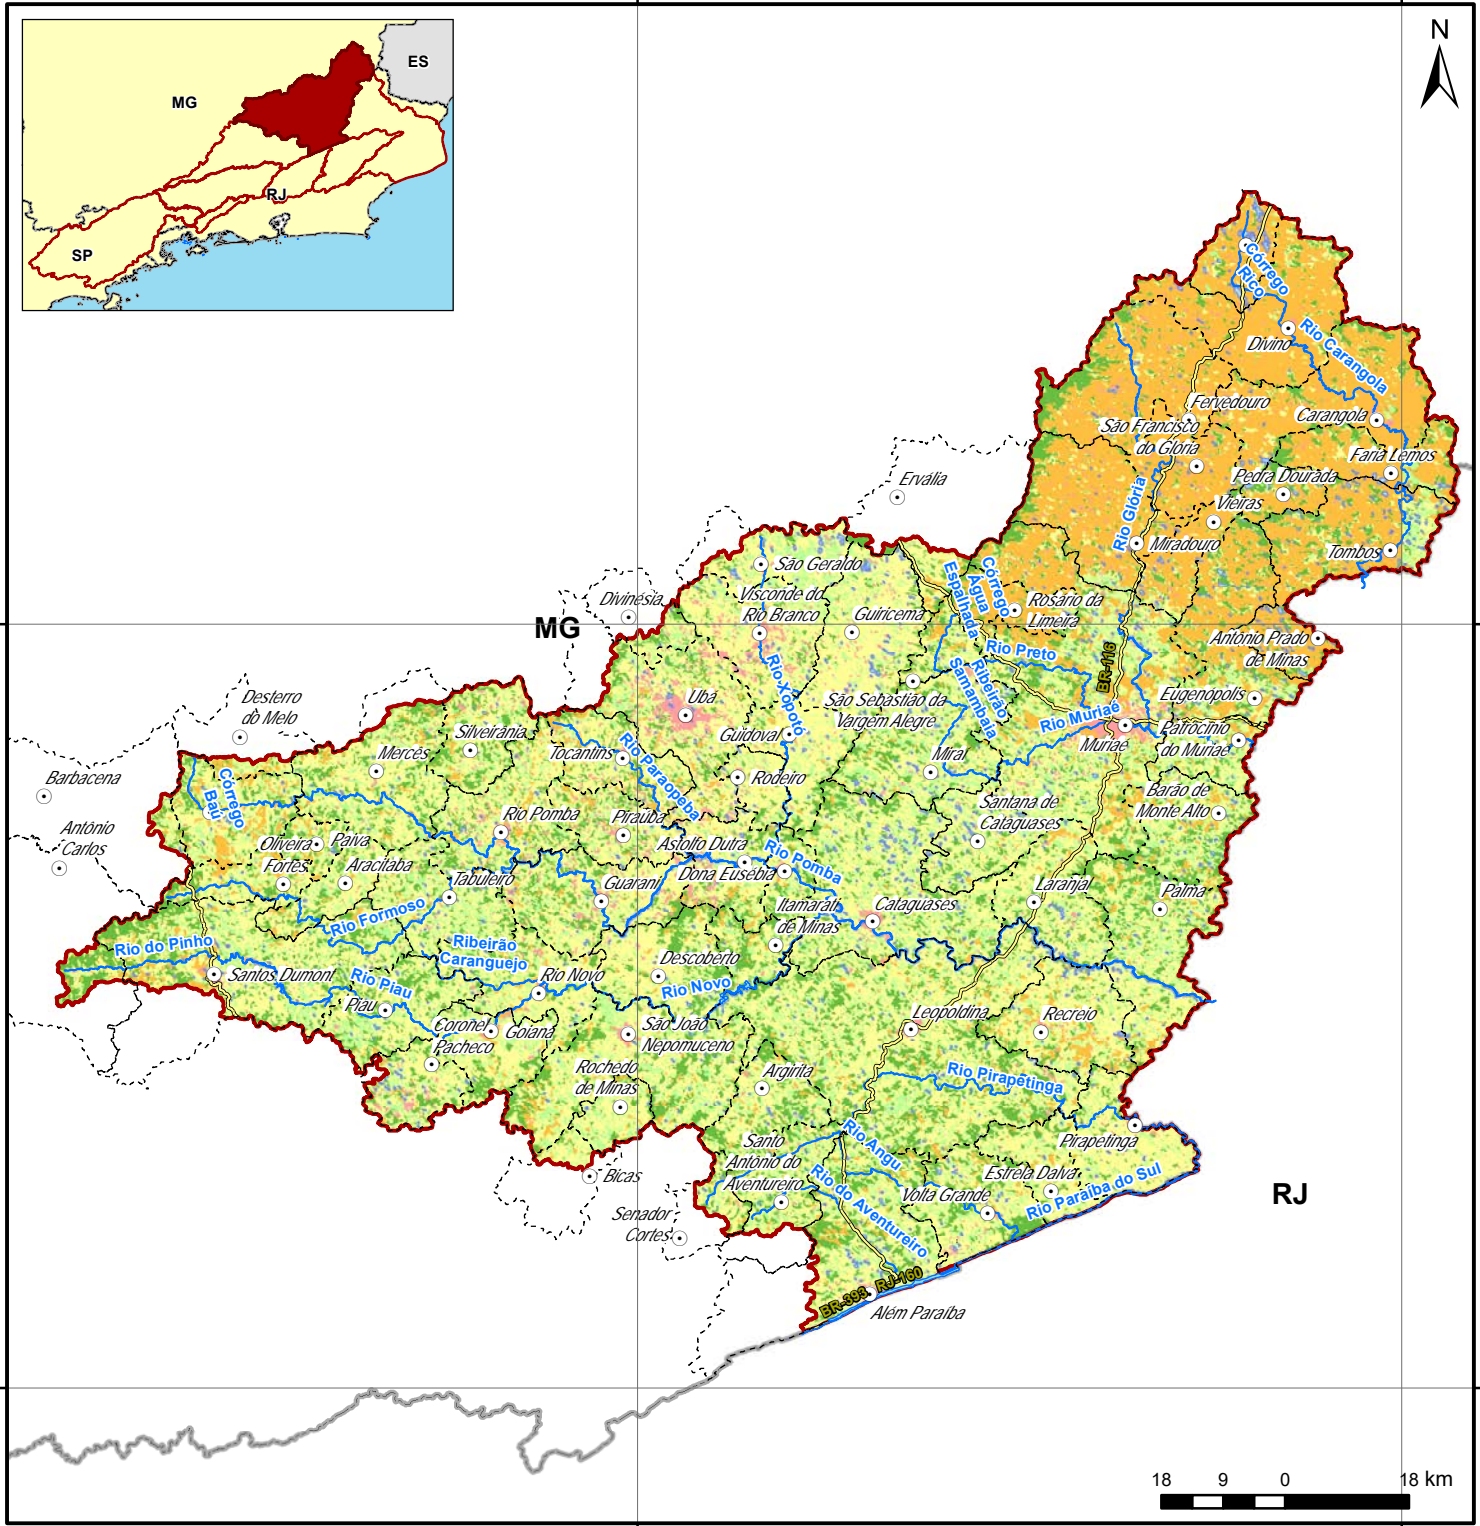 ES
MG
RJ
SP
N
Córrego
Rico
Divino
Rio Carangola
Fervedouro
Carangola
São Francisco
do Glória
Faria Lemos
Pedra Dourada
Ervália
Vieiras
Rio Glória
Miradouro
Tombos
São Geraldo
Córrego
Água
Espalhada
Visconde do
Rio Branco
Divinésia
MG
Guiricema
Rosário da
Limeira
Antônio Prado
de Minas
Rio Preto
BR-116
Rio Xopotó
Ribeirão
Samambaia
São Sebastião da
Vargem Alegre
Eugenópolis
Ubá
Desterro
do Melo
Silveirânia
Guidoval
Rio Muriaé
Muriaé
Patrocínio
do Muriaé
Mercês
Tocantins
Rio Paraopeba
Miraí
Barbacena
Córrego
Baú
Rodeiro
Barão de
Monte Alto
Santana de
Cataguases
Rio Pomba
Piraúba
Antônio
Carlos
Oliveira
Fortes
Paiva
Aracitaba
Astolfo Dutra
Dona Eusébia
Rio Pomba
Tabuleiro
Guarani
Laranjal
Palma
Itamarati
de Minas
Cataguases
Rio Formoso
Rio do Pinho
Ribeirão
Caranguejo
Santos Dumont
Rio Piau
Rio Novo
Descoberto
Rio Novo
Piau
Coronel
Pacheco
Goianá
São João
Nepomuceno
Leopoldina
Recreio
Rochedo
de Minas
Argirita
Rio Pirapetinga
Pirapetinga
Santo
Antônio do
Aventureiro
Rio Angu
Rio do Aventureiro
Estrela Dalva
Volta Grande
Rio Paraíba do Sul
Bicas
RJ
Senador
Cortes
BR-393
RJ-160
Além Paraíba
18 9 0 18 km